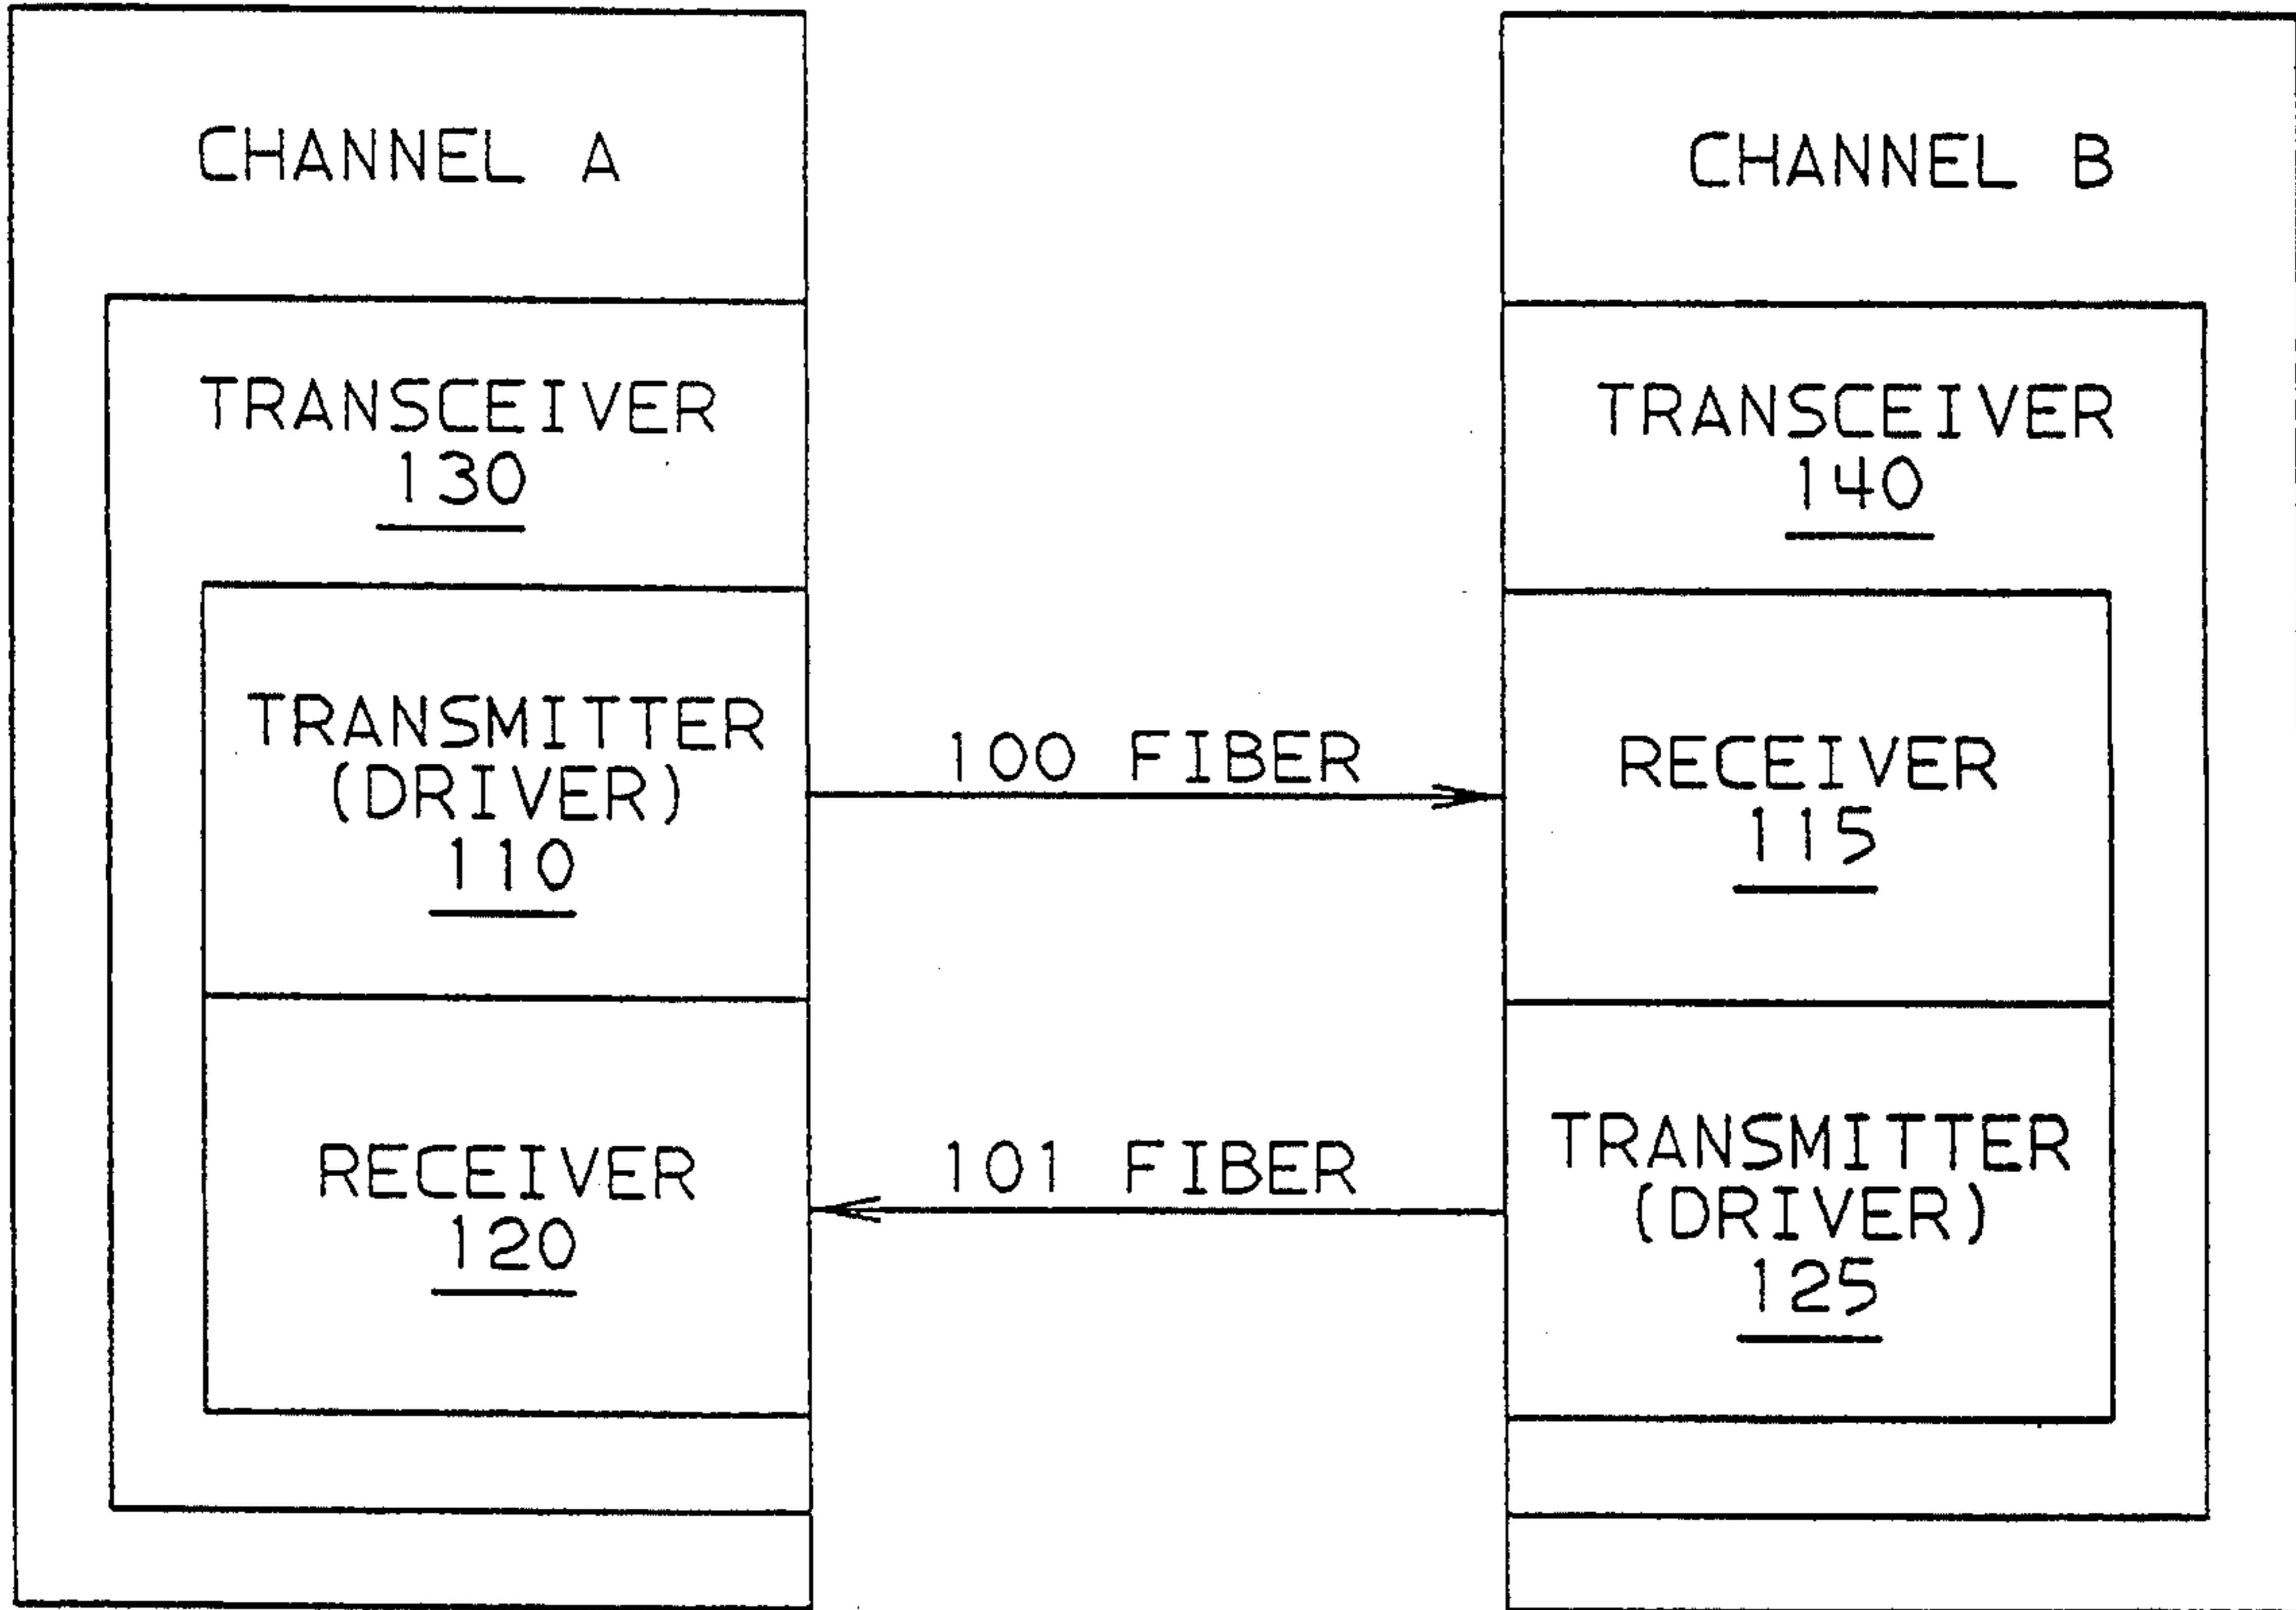 CHANNEL A
TRANSCEIVER
130
TRANSMITTER
(DRIVER)
110
RECEIVER
120
100 FIBER
101 FIBER
CHANNEL B
TRANSCEIVER
140
RECEIVER
115
TRANSMITTER
(DRIVER)
125